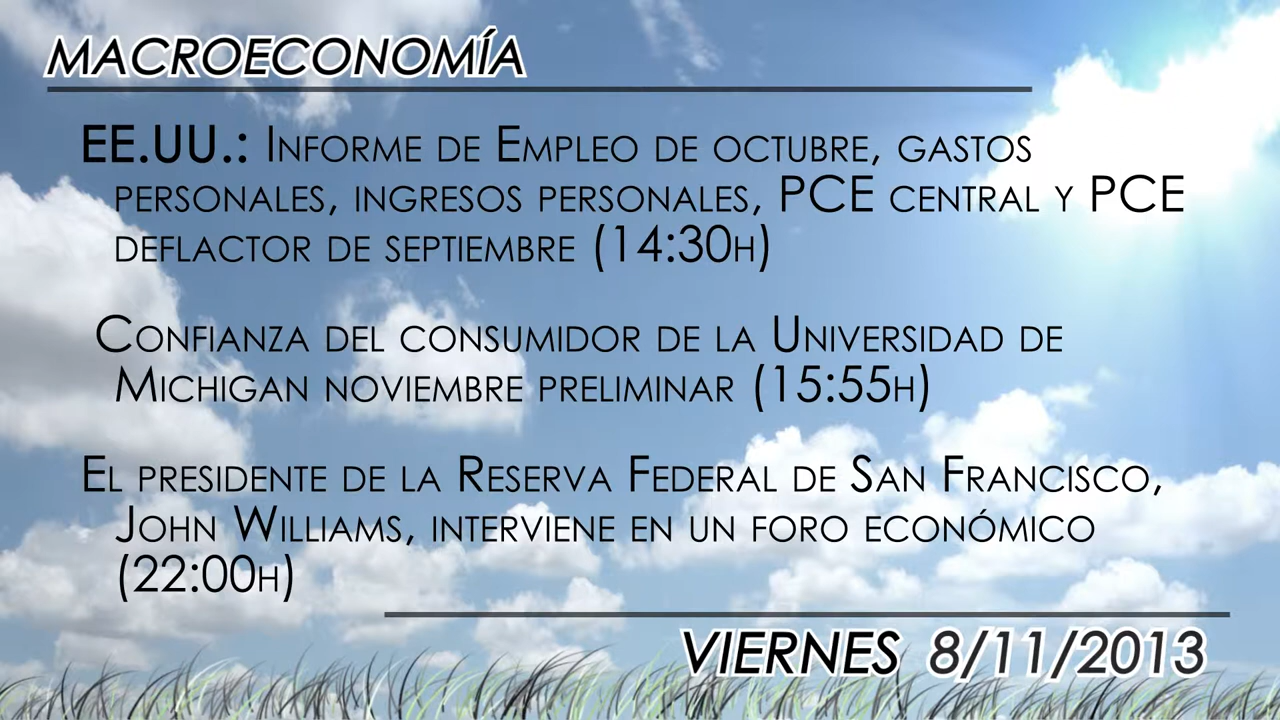 MACROECONOMÍA
EE.UU.: Informe de Empleo de octubre, gastos
personales, ingresos personales, PCE central y PCE
deflactor de septiembre (14:30h)
Confianza del consumidor de la Universidad de
Michigan noviembre preliminar (15:55h)
El presidente de la Reserva Federal de San Francisco,
John Williams, interviene en un foro económico
(22:00h)
VIERNES 8/11/2013